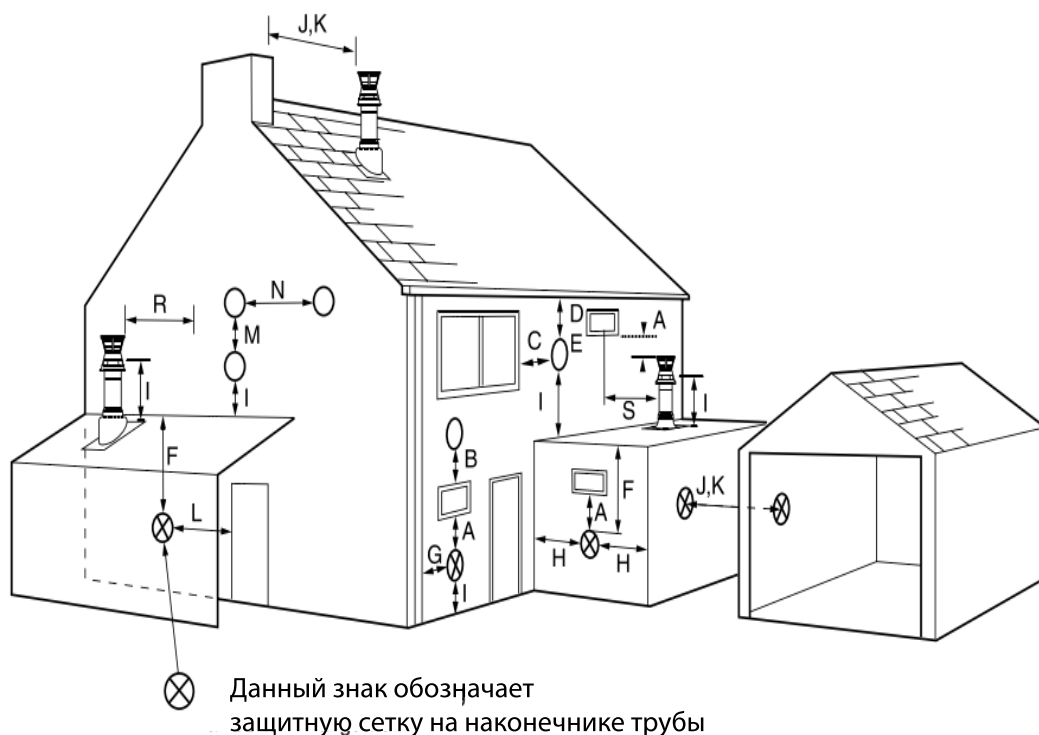 J,K
R
N
M
I
I
F
L
D
E
A
C
I
S
I
B
A
G
I
F
A
H
H
J,K
Данный знак обозначает
защитную сетку на наконечнике трубы